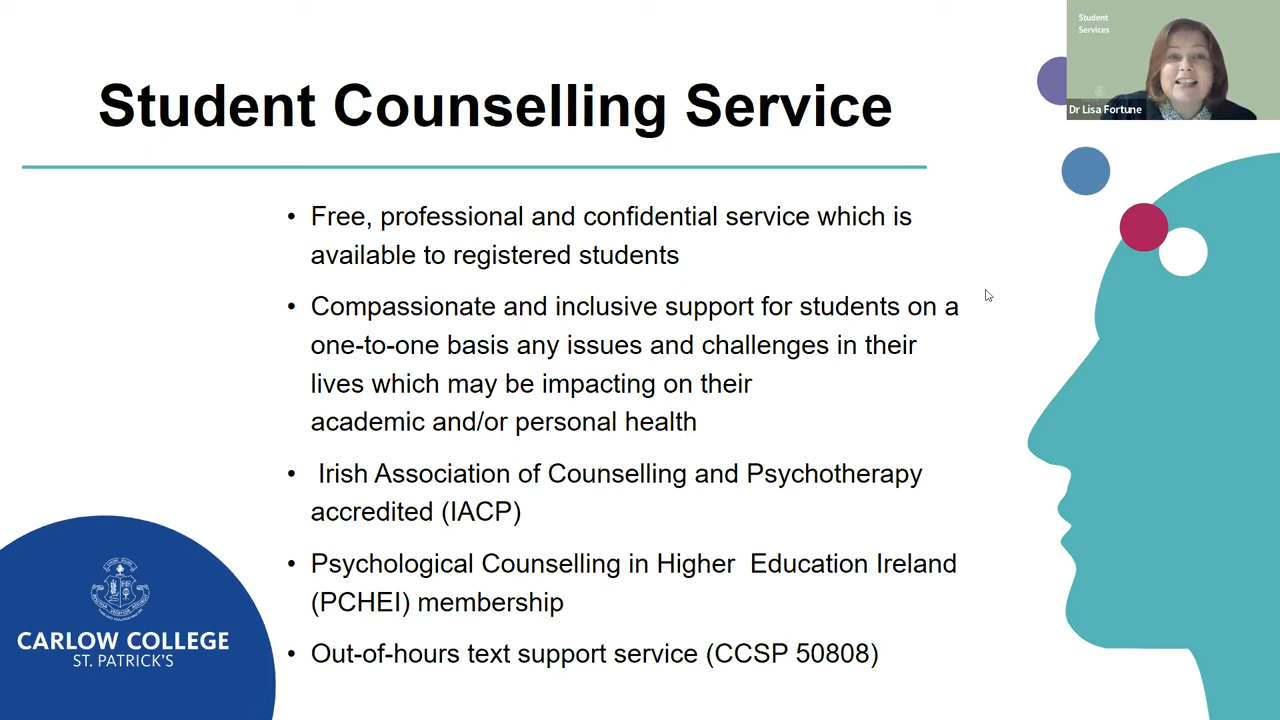 Student
Services
Dr Lisa Fortune
Student Counselling Service
• Free, professional and confidential service which is
available to registered students
• Compassionate and inclusive support for students on a
one-to-one basis any issues and challenges in their
lives which may be impacting on their
academic and/or personal health
• Irish Association of Counselling and Psychotherapy
accredited (IACP)
• Psychological Counselling in Higher Education Ireland
(PCHEI) membership
• Out-of-hours text support service (CCSP 50808)
CARLOW COLLEGE
ST. PATRICK'S